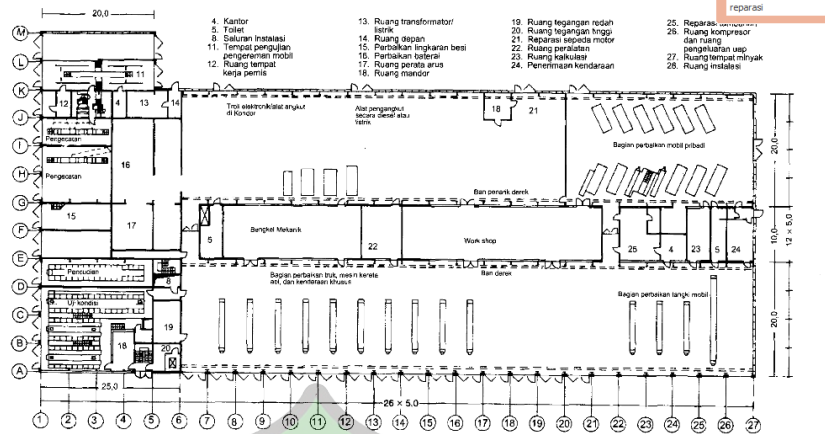 reparasi
20,0
4. Kantor
5. Toilet
8. Saluran Instalasi
11. Tempat pengujian
pengereman mobil
12. Ruang tempat
kerja pernis
13. Ruang transformator/
listrik
14. Ruang depan
15. Perbaikan lingkaran besi
16. Perbaikan baterai
17. Ruang perata arus
18. Ruang mandor
19. Ruang tegangan redah
20. Ruang tegangan tinggi
21. Reparasi sepeda motor
22. Ruang peralatan
23. Ruang kalkulasi
24. Penerimaan kendaraan
25. Reparasi
26. Ruang kompresor
dan ruang
pengeluaran uap
27. Ruang tempat minyak
28. Ruang instalasi
M
L
K
J
I
H
G
F
E
D
C
B
A
11
12
4
13
14
Pengecatan
Pengecatan
16
15
17
Troli elektronik/alat angkut
di Kondor
Alat pengangkut
secara diesel atau
listrik
18
21
Bagian perbaikan mobil pribadi
Ban penarik derek
5
Bengkel Mekanik
22
Work shop
25
4
23
5
24
Pencucian
8
Uji kondisi
18
19
20
Bagian perbaikan truk, mesin kereta
api, dan kendaraan khusus
Ban derek
Bagian perbaikan tangki mobil
20,0
10,0
20,0
12 × 5,0
25,0
26 × 5,0
1 2 3 4 5 6 7 8 9 10 11 12 13 14 15 16 17 18 19 20 21 22 23 24 25 26 27